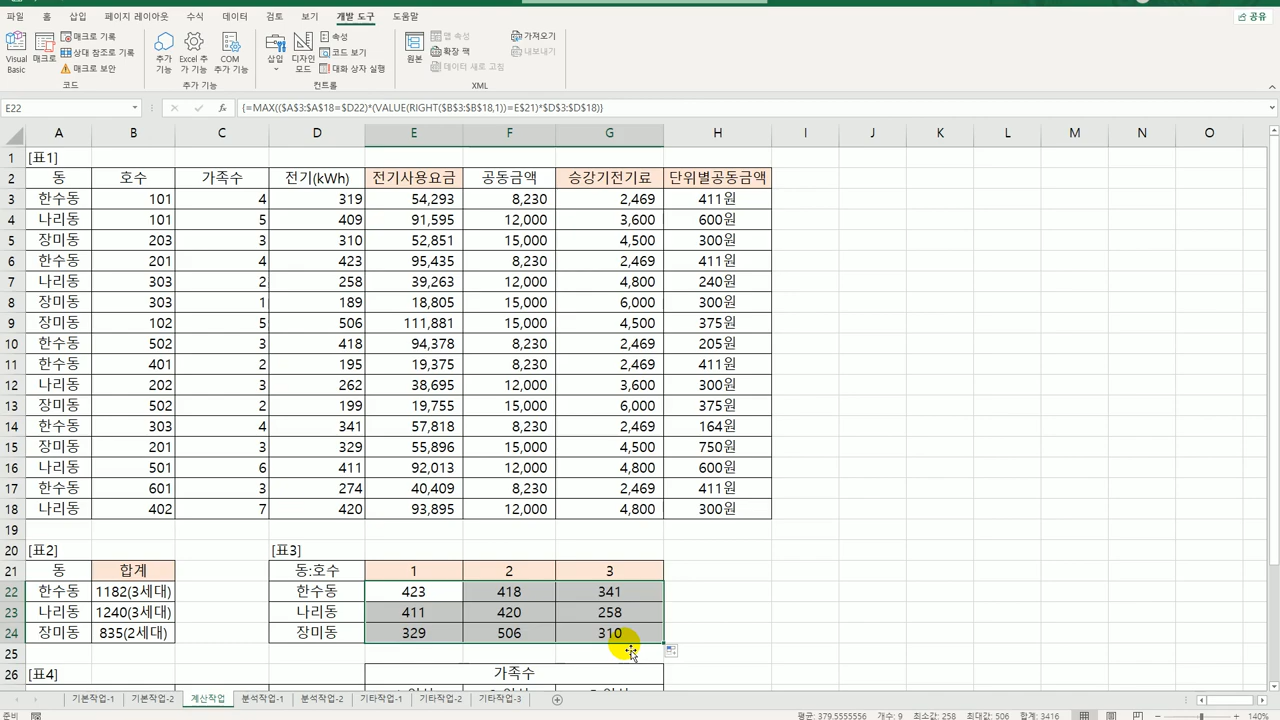 파일 홈 삽입 페이지 레이아웃 수식 데이터 검토 보기 개발 도구 도움말 공유
매크로 기록 속성 맵 속성 가져오기
상대 참조로 기록 코드 보기 확장 팩 내보내기
매크로 보안 대화 상자 실행 데이터 새로 고침
Visual Basic 매크로 추가 기능 Excel 추가 기능 COM 추가 기능 삽입 디자인 모드 원본
코드 추가 기능 컨트롤 XML
E22 fx {=MAX(($A$3:$A$18=$D22)*(VALUE(RIGHT($B$3:$B$18,1))=E$21)*$D$3:$D$18)}
A B C D E F G H I J K L M N O
1 [표1]
2 동 호수 가족수 전기(kWh) 전기사용요금 공동금액 승강기전기료 단위별공동금액
3 한수동 101 4 319 54,293 8,230 2,469 411원
4 나리동 101 5 409 91,595 12,000 3,600 600원
5 장미동 203 3 310 52,851 15,000 4,500 300원
6 한수동 201 4 423 95,435 8,230 2,469 411원
7 나리동 303 2 258 39,263 12,000 4,800 240원
8 장미동 303 1 189 18,805 15,000 6,000 300원
9 장미동 102 5 506 111,881 15,000 4,500 375원
10 한수동 502 3 418 94,378 8,230 2,469 205원
11 한수동 401 2 195 19,375 8,230 2,469 411원
12 나리동 202 3 262 38,695 12,000 3,600 300원
13 장미동 502 2 199 19,755 15,000 6,000 375원
14 한수동 303 4 341 57,818 8,230 2,469 164원
15 장미동 201 3 329 55,896 15,000 4,500 750원
16 나리동 501 6 411 92,013 12,000 4,800 600원
17 한수동 601 3 274 40,409 8,230 2,469 411원
18 나리동 402 7 420 93,895 12,000 4,800 300원
19
20 [표2] [표3]
21 동 합계 동:호수 1 2 3
22 한수동 1182(3세대) 한수동 423 418 341
23 나리동 1240(3세대) 나리동 411 420 258
24 장미동 835(2세대) 장미동 329 506 310
25
26 [표4] 가족수
기본작업-1 기본작업-2 계산작업 분석작업-1 분석작업-2 기타작업-1 기타작업-2 기타작업-3
준비 평균: 379.5555556 개수: 9 최소값: 258 최대값: 506 합계: 3416 140%